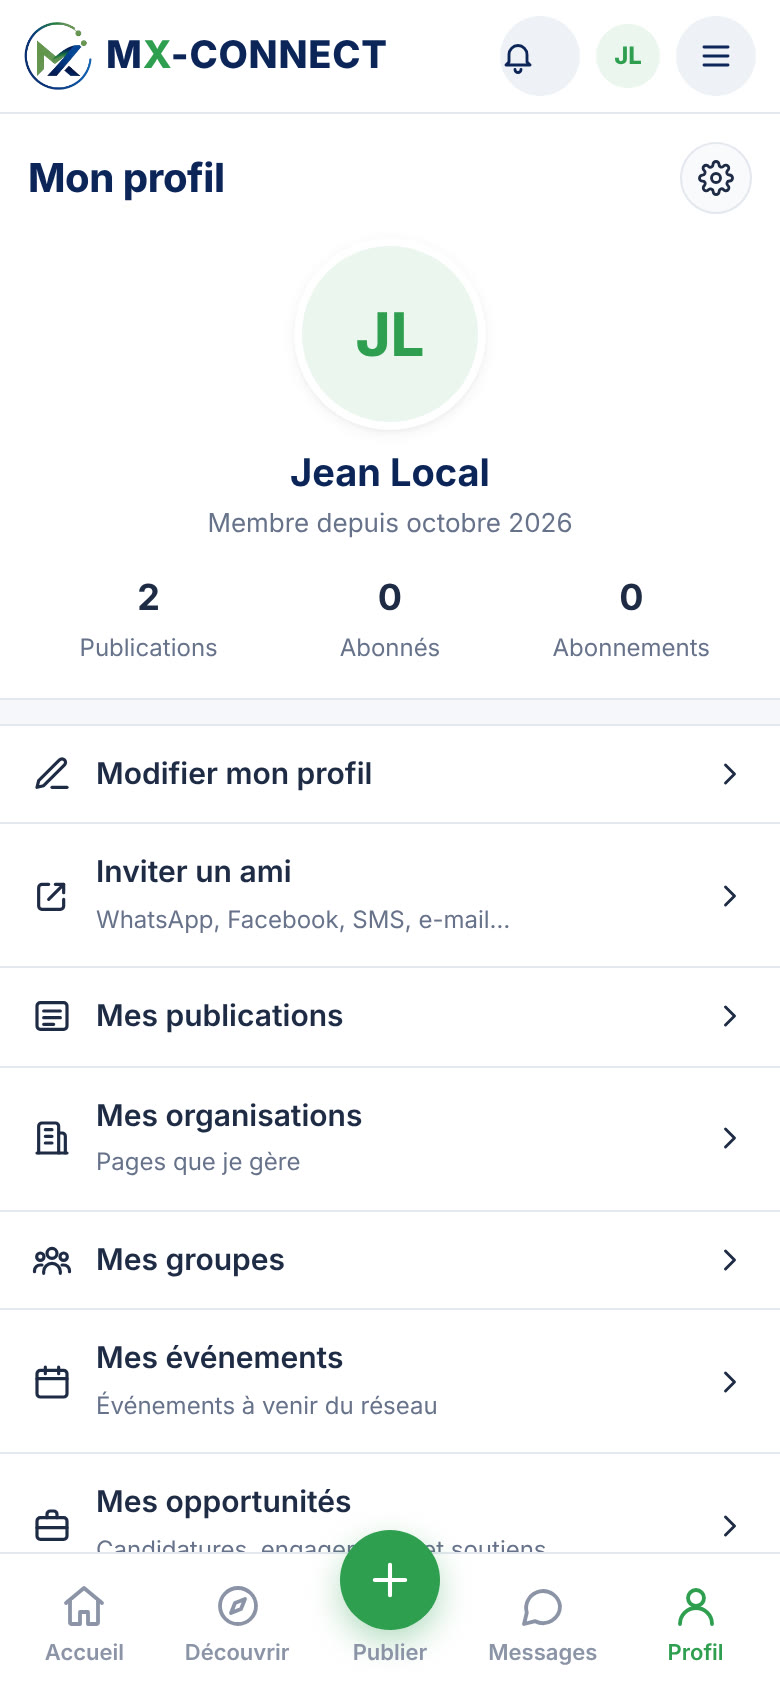 MX-CONNECT
JL
Mon profil
JL
Jean Local
Membre depuis octobre 2026
2 0 0
Publications Abonnés Abonnements
Modifier mon profil
Inviter un ami
WhatsApp, Facebook, SMS, e-mail...
Mes publications
Mes organisations
Pages que je gère
Mes groupes
Mes événements
Événements à venir du réseau
Mes opportunités
Candidatures, et soutiens
Accueil Découvrir Publier Messages Profil